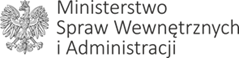 Ministerstwo
Spraw Wewnętrznych
i Administracji